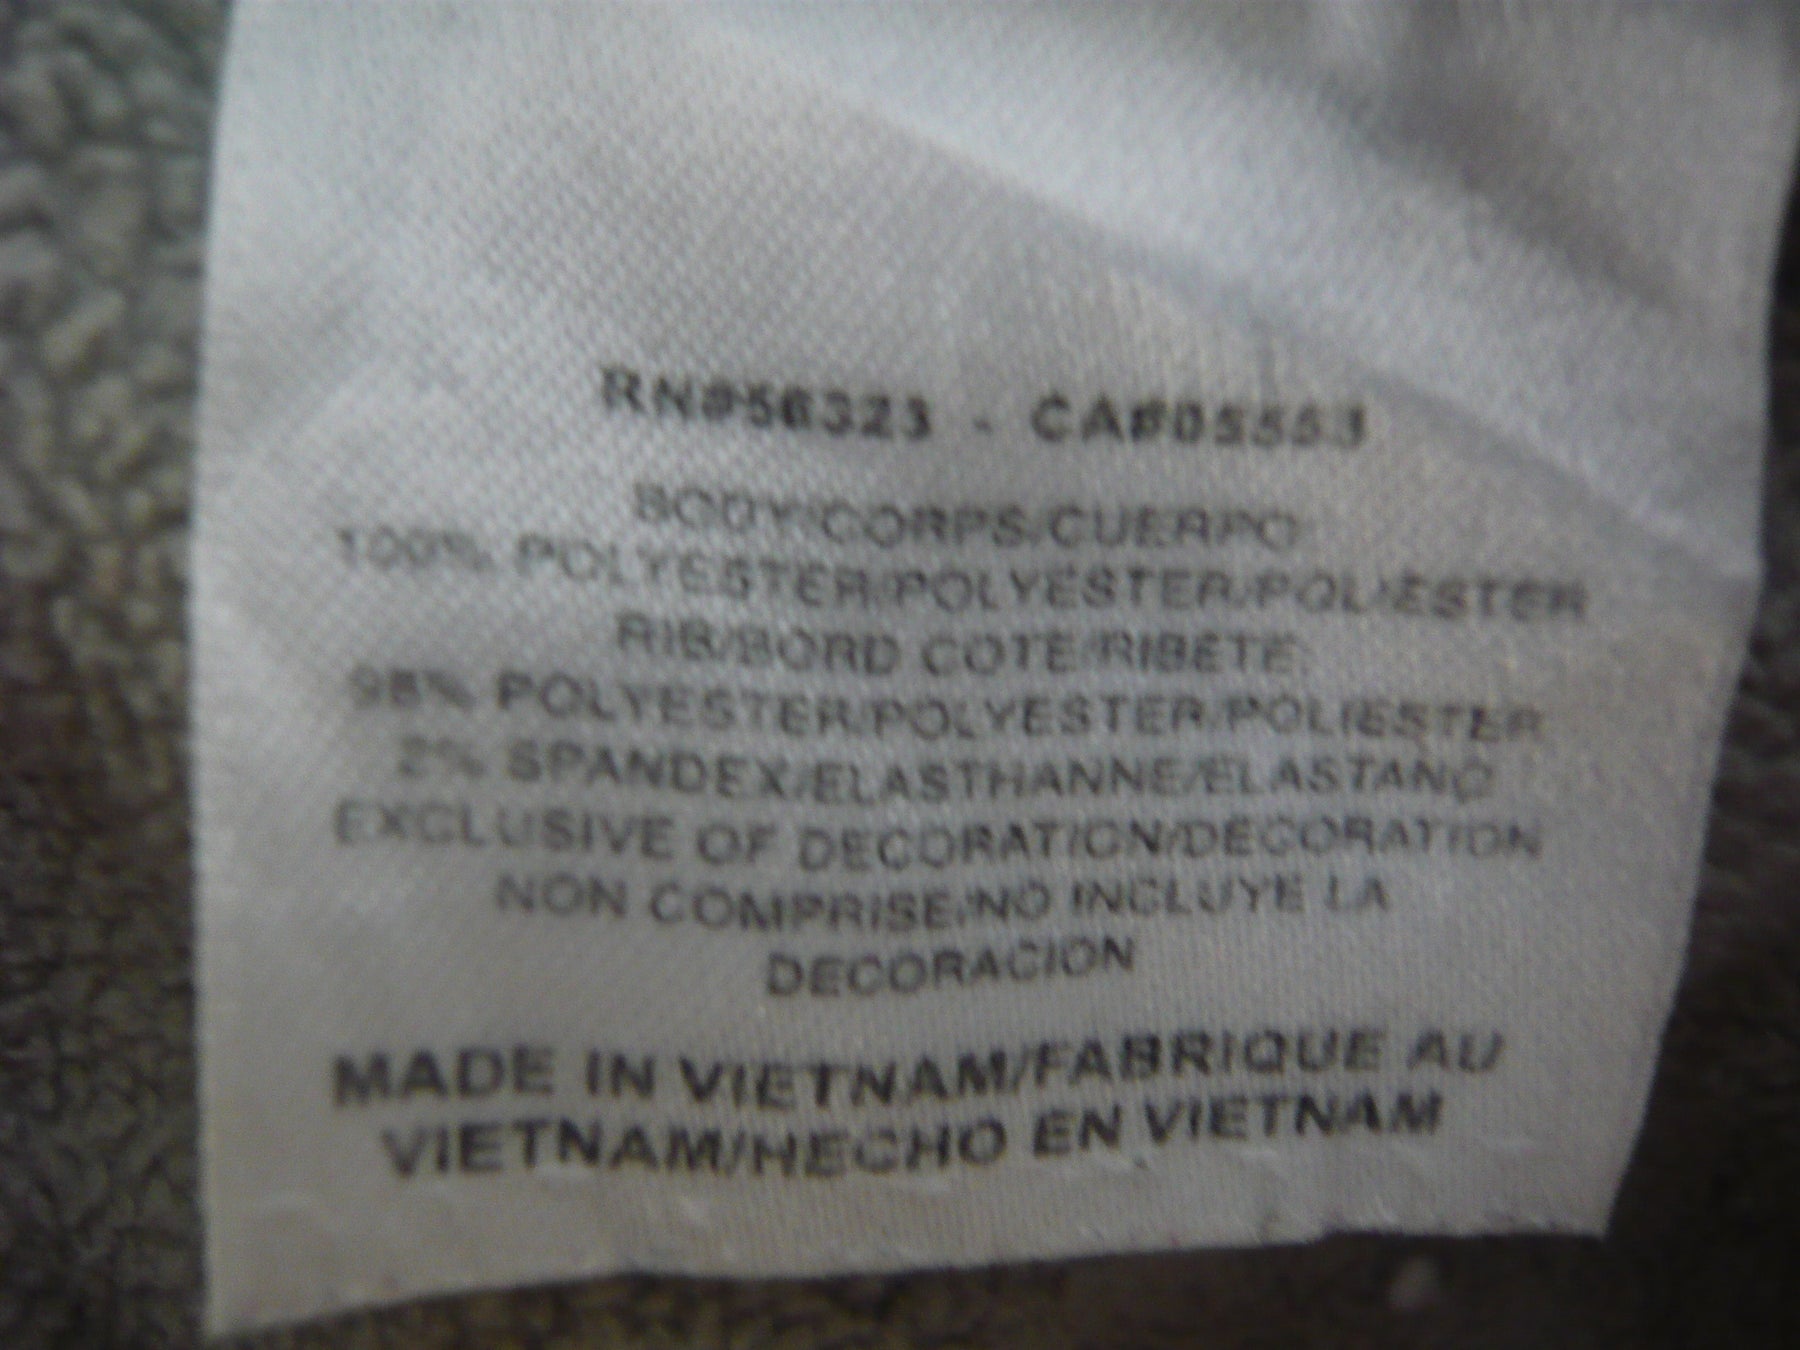 RN#56323 - CA#05553
BODY/CORPS/CUERPO
100% POLYESTER/POLYESTER/POLIESTER
RIB/BORD COTE/RIBETE:
98% POLYESTER/POLYESTER/POLIESTER
2% SPANDEX/ELASTHANNE/ELASTANO
EXCLUSIVE OF DECORATION/DECORATION
NON COMPRISE/NO INCLUYE LA
DECORACION
MADE IN VIETNAM/FABRIQUE AU
VIETNAM/HECHO EN VIETNAM